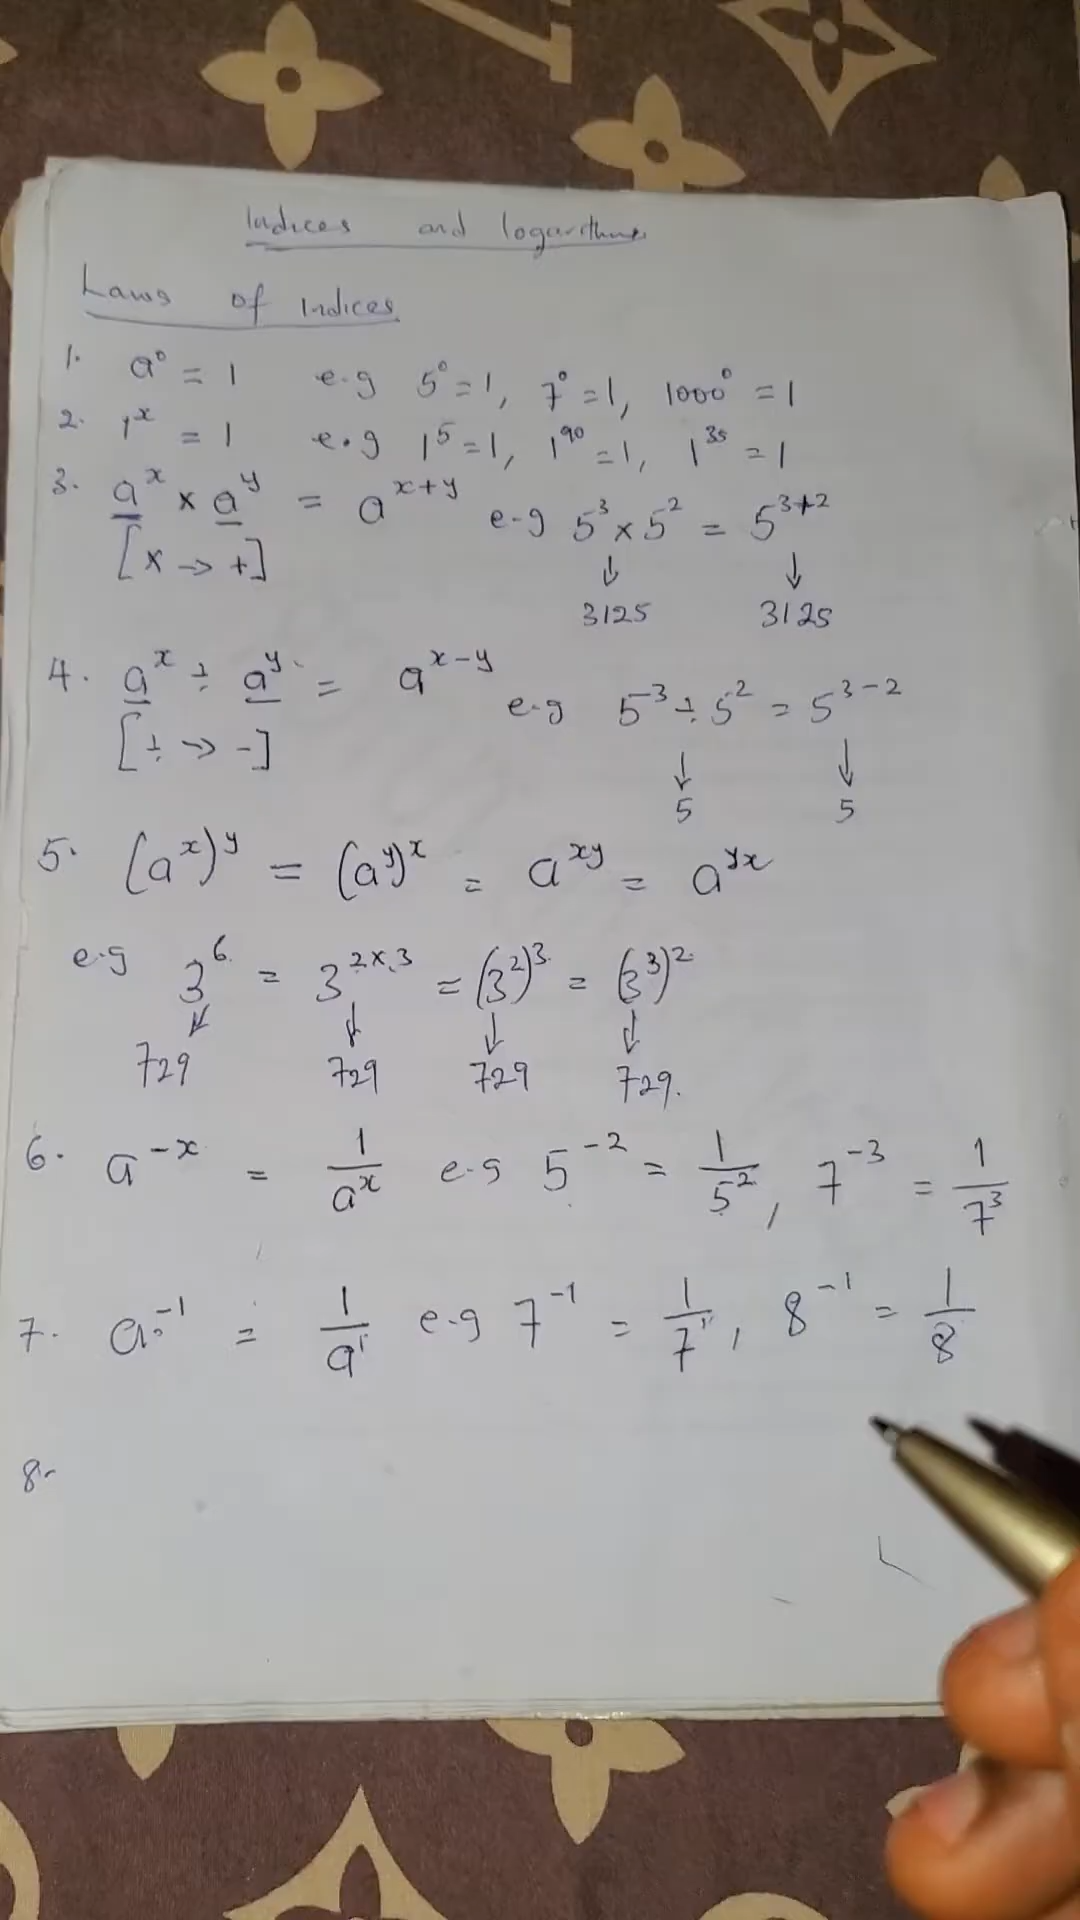 Indices and logarithms
Laws of Indices
1. a⁰ = 1 e.g 5⁰ = 1, 7⁰ = 1, 1000⁰ = 1
2. 1ˣ = 1 e.g 1⁵ = 1, 1⁹⁰ = 1, 1³⁵ = 1
3. aˣ × aʸ = aˣ⁺ʸ e-g 5³ × 5² = 5³⁺²
[× → +]
↓ ↓
3125 3125
4. aˣ ÷ aʸ = aˣ⁻ʸ e-g 5⁻³ ÷ 5² = 5³⁻²
[÷ → -]
↓ ↓
5 5
5. (aˣ)ʸ = (aʸ)ˣ = aˣʸ = aʸˣ
e-g 3⁶ = 3^2×3 = (3²)³ = (3³)²
↓ ↓ ↓ ↓
729 729 729 729.
6. a⁻ˣ = 1/aˣ e-g 5⁻² = 1/5², 7⁻³ = 1/7³
7. a⁻¹ = 1/a¹ e-g 7⁻¹ = 1/7¹, 8⁻¹ = 1/8
8.